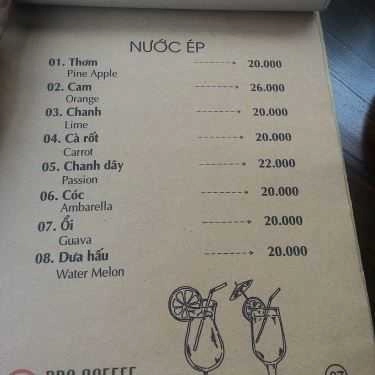 NƯỚC ÉP
01. Thơm 20.000
Pine Apple
02. Cam 26.000
Orange
03. Chanh 20.000
Lime
04. Cà rốt 20.000
Carrot
05. Chanh dây 22.000
Passion
06. Cóc 20.000
Ambarella
07. Ổi 20.000
Guava
08. Dưa hấu 20.000
Water Melon
COFFEE
07